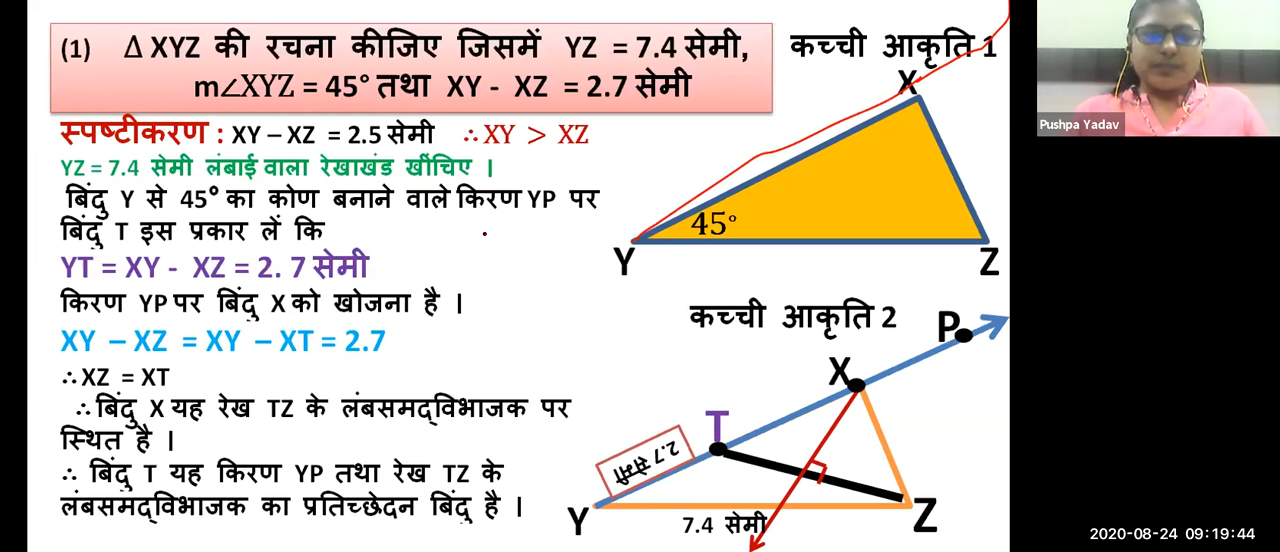 (1) Δ XYZ की रचना कीजिए जिसमें YZ = 7.4 सेमी,
m∠XYZ = 45° तथा XY - XZ = 2.7 सेमी
स्पष्टीकरण : XY – XZ = 2.5 सेमी ∴ XY > XZ
YZ = 7.4 सेमी लंबाई वाला रेखाखंड खींचिए ।
बिंदु Y से 45° का कोण बनाने वाले किरण YP पर
बिंदु T इस प्रकार लें कि
YT = XY - XZ = 2. 7 सेमी
किरण YP पर बिंदु X को खोजना है ।
XY – XZ = XY – XT = 2.7
∴ XZ = XT
∴ बिंदु X यह रेख TZ के लंबसमद्विभाजक पर
स्थित है ।
∴ बिंदु T यह किरण YP तथा रेख TZ के
लंबसमद्विभाजक का प्रतिच्छेदन बिंदु है ।
कच्ची आकृति 1
X
45°
Y
Z
कच्ची आकृति 2
P
X
T
2.7 सेमी
Y
7.4 सेमी
Z
Pushpa Yadav
2020-08-24 09:19:44